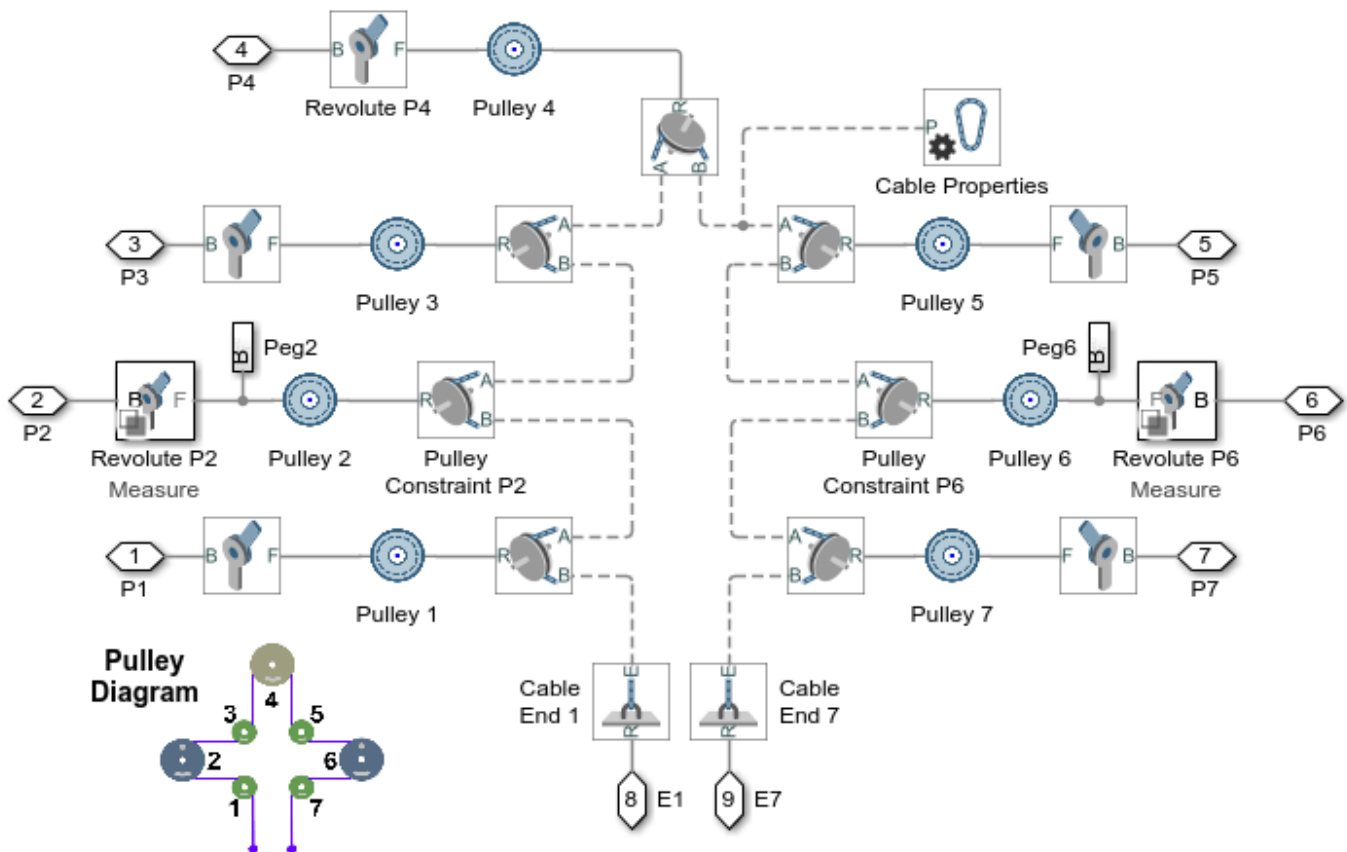 4
P4
B
F
Revolute P4
Pulley 4
R
A
B
P
Cable Properties
3
P3
B
F
Pulley 3
R
A
B
A
B
R
Pulley 5
F
B
5
P5
2
P2
B
F
Revolute P2
Measure
B
Peg2
Pulley 2
R
A
B
Pulley
Constraint P2
A
B
R
Pulley
Constraint P6
Pulley 6
Peg6
B
F
B
Revolute P6
Measure
6
P6
1
P1
B
F
Pulley 1
R
A
B
A
B
R
Pulley 7
F
B
7
P7
Pulley
Diagram
4
3
5
2
6
1
7
Cable
End 1
E
R
8
E1
E
R
Cable
End 7
9
E7